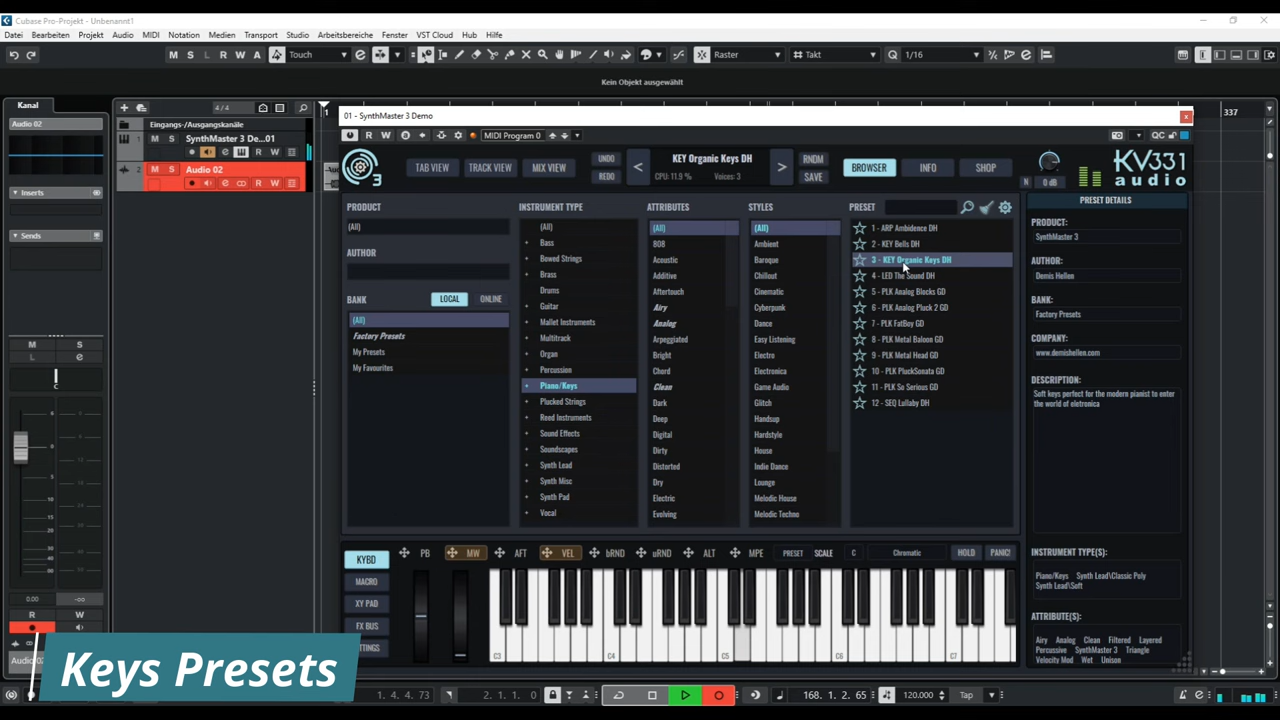 Cubase Pro-Projekt - Unbenannt1
Datei Bearbeiten Projekt Audio MIDI Notation Medien Transport Studio Arbeitsbereiche Fenster VST Cloud Hub Hilfe
M S L R W A Touch Raster Takt Q 1/16
Kein Objekt ausgewählt
Kanal
4/4
1
337
Audio 02
Inserts
Sends
Eingangs-/Ausgangskanäle
1 M S SynthMaster 3 De...01
R W
2 M S Audio 02
R W
01 - SynthMaster 3 Demo
R W MIDI Program 0 QC
3
TAB VIEW TRACK VIEW MIX VIEW
UNDO
REDO
< KEY Organic Keys DH >
CPU: 11.9 % Voices: 3
RNDM
SAVE
BROWSER INFO SHOP
N 0 dB
KV331
audio
PRODUCT
(All)
AUTHOR
BANK LOCAL ONLINE
(All)
Factory Presets
My Presets
My Favourites
INSTRUMENT TYPE
(All)
Bass
Bowed Strings
Brass
Drums
Guitar
Mallet Instruments
Multitrack
Organ
Percussion
Piano/Keys
Plucked Strings
Reed Instruments
Sound Effects
Soundscapes
Synth Lead
Synth Misc
Synth Pad
Vocal
ATTRIBUTES
(All)
808
Acoustic
Additive
Aftertouch
Airy
Analog
Arpeggiated
Bright
Chord
Clean
Dark
Deep
Digital
Dirty
Distorted
Dry
Electric
Evolving
STYLES
(All)
Ambient
Baroque
Chillout
Cinematic
Cyberpunk
Dance
Easy Listening
Electro
Electronica
Game Audio
Glitch
Handsup
Hardstyle
House
Indie Dance
Lounge
Melodic House
Melodic Techno
PRESET
1 - ARP Ambidence DH
2 - KEY Bells DH
3 - KEY Organic Keys DH
4 - LED The Sound DH
5 - PLK Analog Blocks GD
6 - PLK Analog Pluck 2 GD
7 - PLK FatBoy GD
8 - PLK Metal Baloon GD
9 - PLK Metal Head GD
10 - PLK PluckSonata GD
11 - PLK So Serious GD
12 - SEQ Lullaby DH
PRESET DETAILS
PRODUCT:
SynthMaster 3
AUTHOR:
Demis Hellen
BANK:
Factory Presets
COMPANY:
www.demishellen.com
DESCRIPTION:
Soft keys perfect for the modern pianist to enter
the world of eletronica
INSTRUMENT TYPE(S):
Piano/Keys Synth Lead\Classic Poly
Synth Lead\Soft
ATTRIBUTE(S):
Airy Analog Clean Filtered Layered
Percussive SynthMaster 3 Triangle
Velocity Mod Wet Unison
M S
L
C
0.00 -∞
R W
KYBD
MACRO
XY PAD
FX BUS
PB MW AFT VEL bRND uRND ALT MPE PRESET SCALE C Chromatic HOLD PANIC!
C3 C4 C5 C6 C7
Keys Presets
1. 4. 4. 73 2. 1. 1. 0 168. 1. 2. 65 120.000 Tap